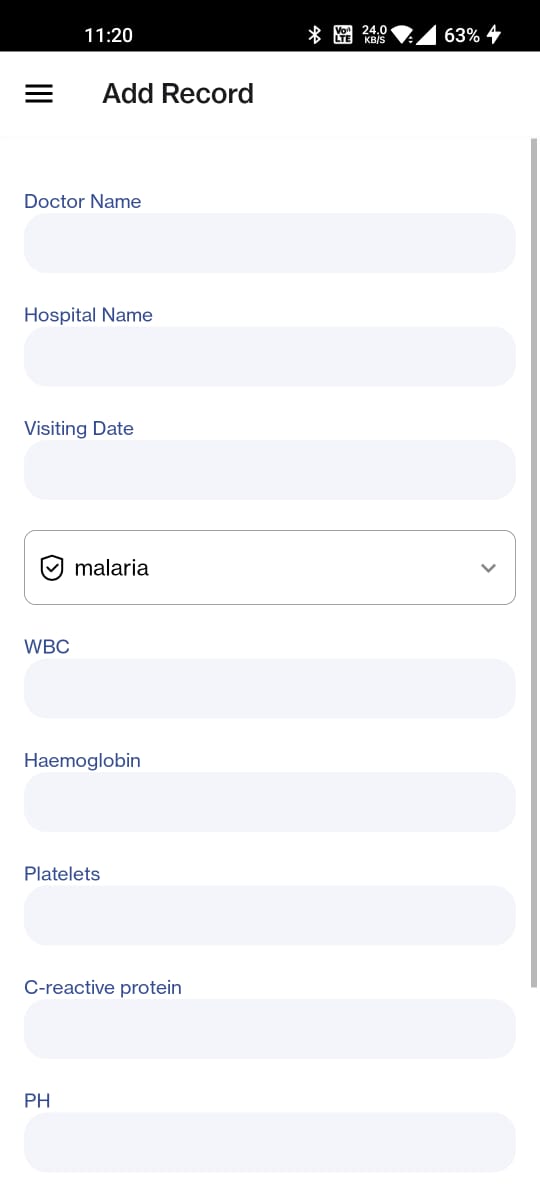 11:20 Vo) LTE 24.0 KB/S 63%
Add Record
Doctor Name
Hospital Name
Visiting Date
malaria
WBC
Haemoglobin
Platelets
C-reactive protein
PH